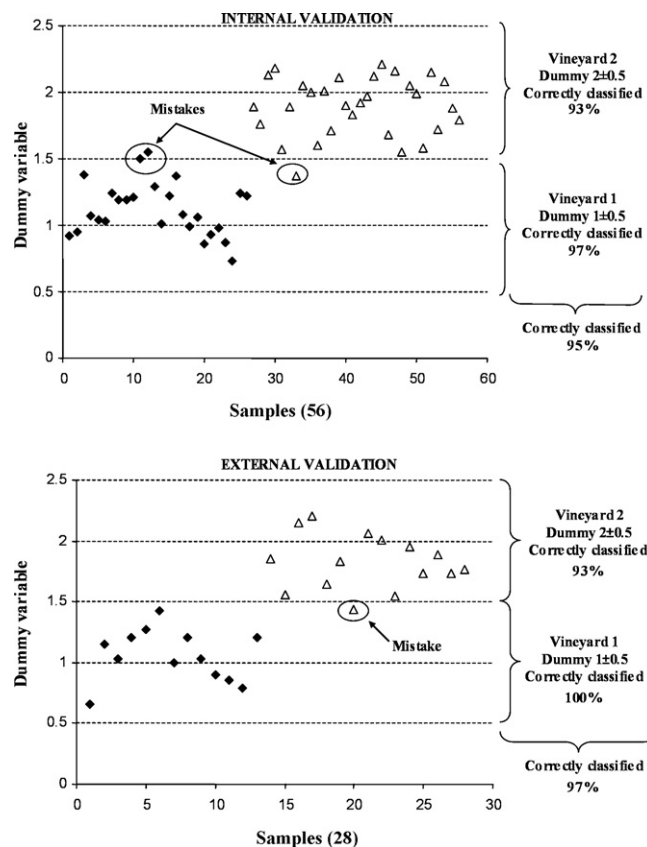 INTERNAL VALIDATION
2.5
2
1.5
1
0.5
0
Dummy variable
Mistakes
0 10 20 30 40 50 60
Samples (56)
Vineyard 2
Dummy 2±0.5
Correctly classified
93%
Vineyard 1
Dummy 1±0.5
Correctly classified
97%
Correctly classified
95%
EXTERNAL VALIDATION
2.5
2
1.5
1
0.5
0
Dummy variable
Mistake
0 5 10 15 20 25 30
Samples (28)
Vineyard 2
Dummy 2±0.5
Correctly classified
93%
Vineyard 1
Dummy 1±0.5
Correctly classified
100%
Correctly classified
97%